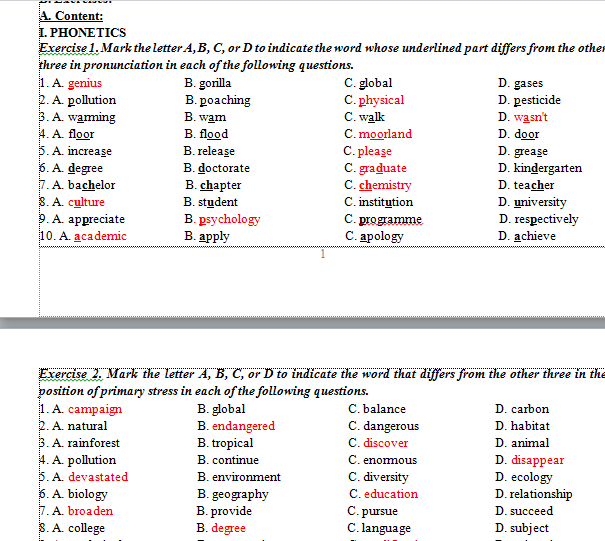 A. Content:
I. PHONETICS
Exercise 1. Mark the letter A, B, C, or D to indicate the word whose underlined part differs from the other
three in pronunciation in each of the following questions.
1. A. genius B. gorilla C. global D. gases
2. A. pollution B. poaching C. physical D. pesticide
3. A. warming B. warn C. walk D. wasn't
4. A. floor B. flood C. moorland D. door
5. A. increase B. release C. please D. grease
6. A. degree B. doctorate C. graduate D. kindergarten
7. A. bachelor B. chapter C. chemistry D. teacher
8. A. culture B. student C. institution D. university
9. A. appreciate B. psychology C. programme D. respectively
10. A. academic B. apply C. apology D. achieve
1
Exercise 2. Mark the letter A, B, C, or D to indicate the word that differs from the other three in the
position of primary stress in each of the following questions.
1. A. campaign B. global C. balance D. carbon
2. A. natural B. endangered C. dangerous D. habitat
3. A. rainforest B. tropical C. discover D. animal
4. A. pollution B. continue C. enormous D. disappear
5. A. devastated B. environment C. diversity D. ecology
6. A. biology B. geography C. education D. relationship
7. A. broaden B. provide C. pursue D. succeed
8. A. college B. degree C. language D. subject